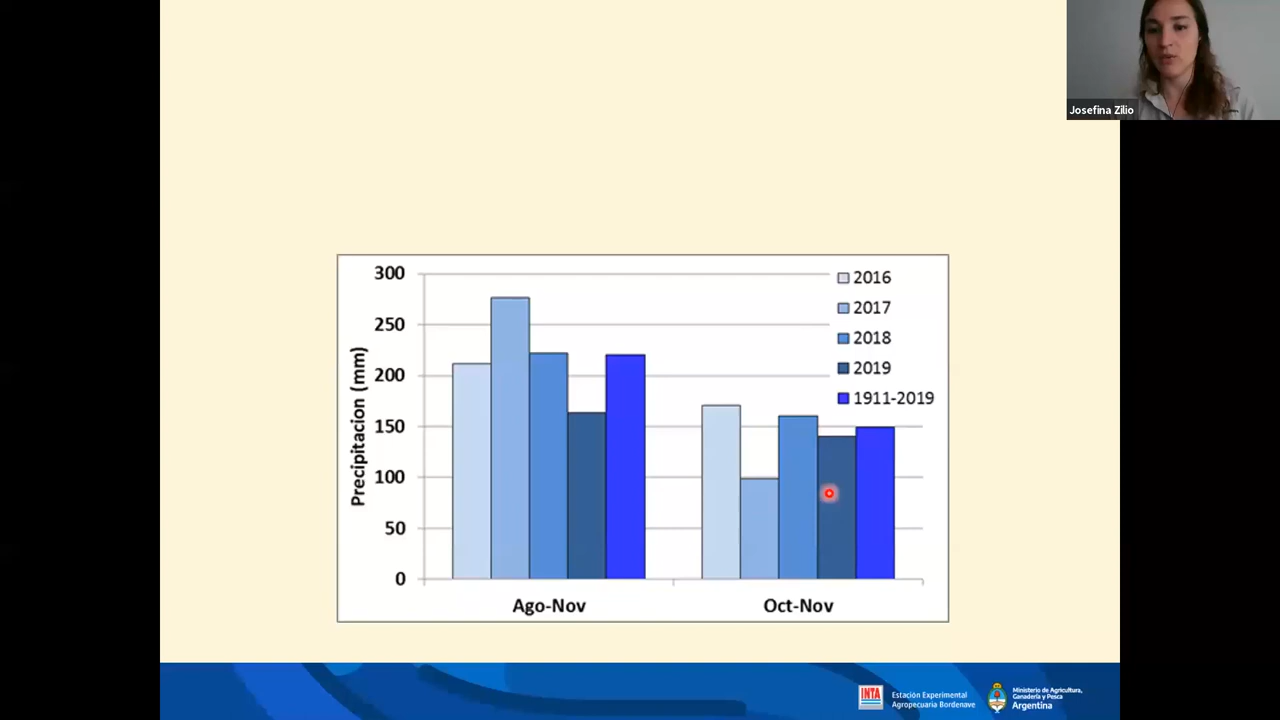 Josefina Zilio
300
250
200
150
100
50
0
Precipitacion (mm)
2016
2017
2018
2019
1911-2019
Ago-Nov
Oct-Nov
INTA
Estación Experimental
Agropecuaria Bordenave
Ministerio de Agricultura,
Ganadería y Pesca
Argentina